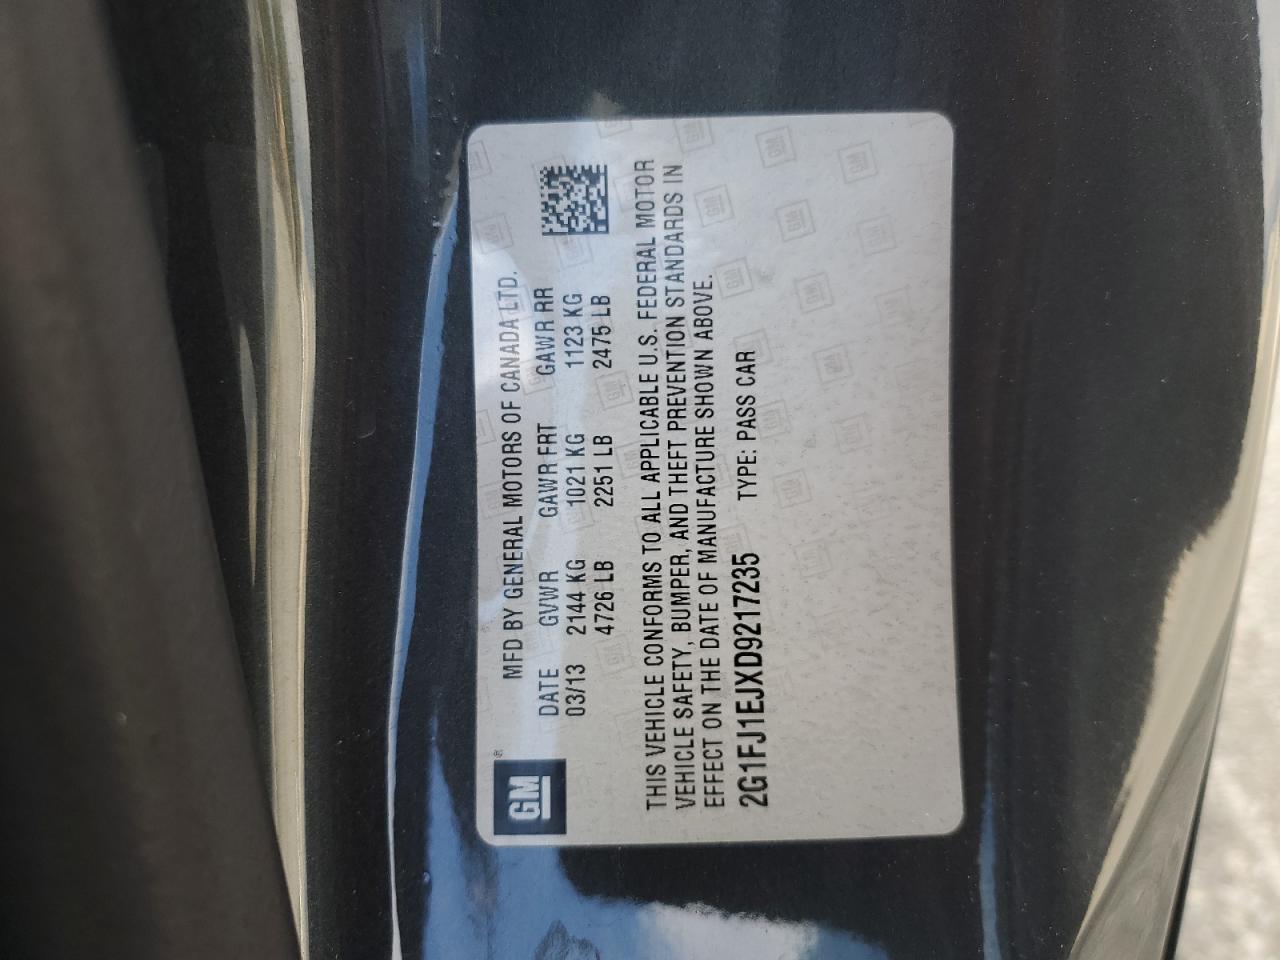 GM®
MFD BY GENERAL MOTORS OF CANADA LTD.
DATE GVWR GAWR FRT GAWR RR
03/13 2144 KG 1021 KG 1123 KG
4726 LB 2251 LB 2475 LB
THIS VEHICLE CONFORMS TO ALL APPLICABLE U.S. FEDERAL MOTOR
VEHICLE SAFETY, BUMPER, AND THEFT PREVENTION STANDARDS IN
EFFECT ON THE DATE OF MANUFACTURE SHOWN ABOVE.
2G1FJ1EJXD9217235 TYPE: PASS CAR